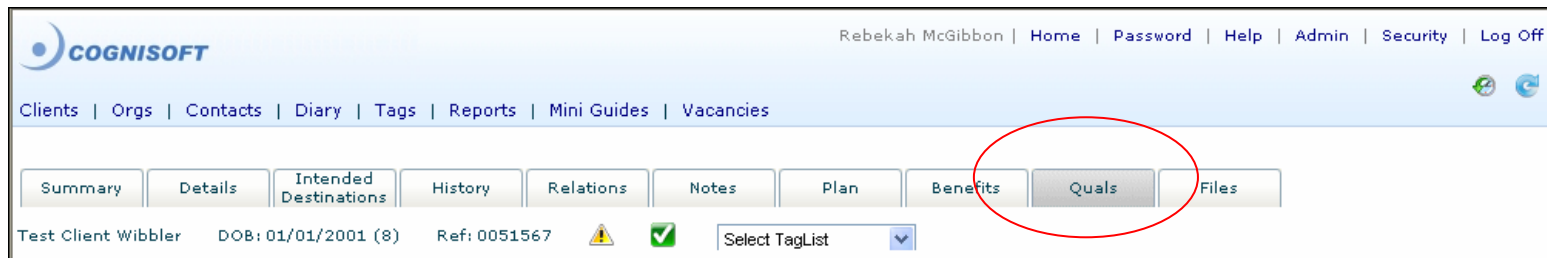 COGNISOFT
Rebekah McGibbon | Home | Password | Help | Admin | Security | Log Off
Clients | Orgs | Contacts | Diary | Tags | Reports | Mini Guides | Vacancies
Summary Details Intended Destinations History Relations Notes Plan Benefits Quals Files
Test Client Wibbler DOB: 01/01/2001 (8) Ref: 0051567 Select TagList